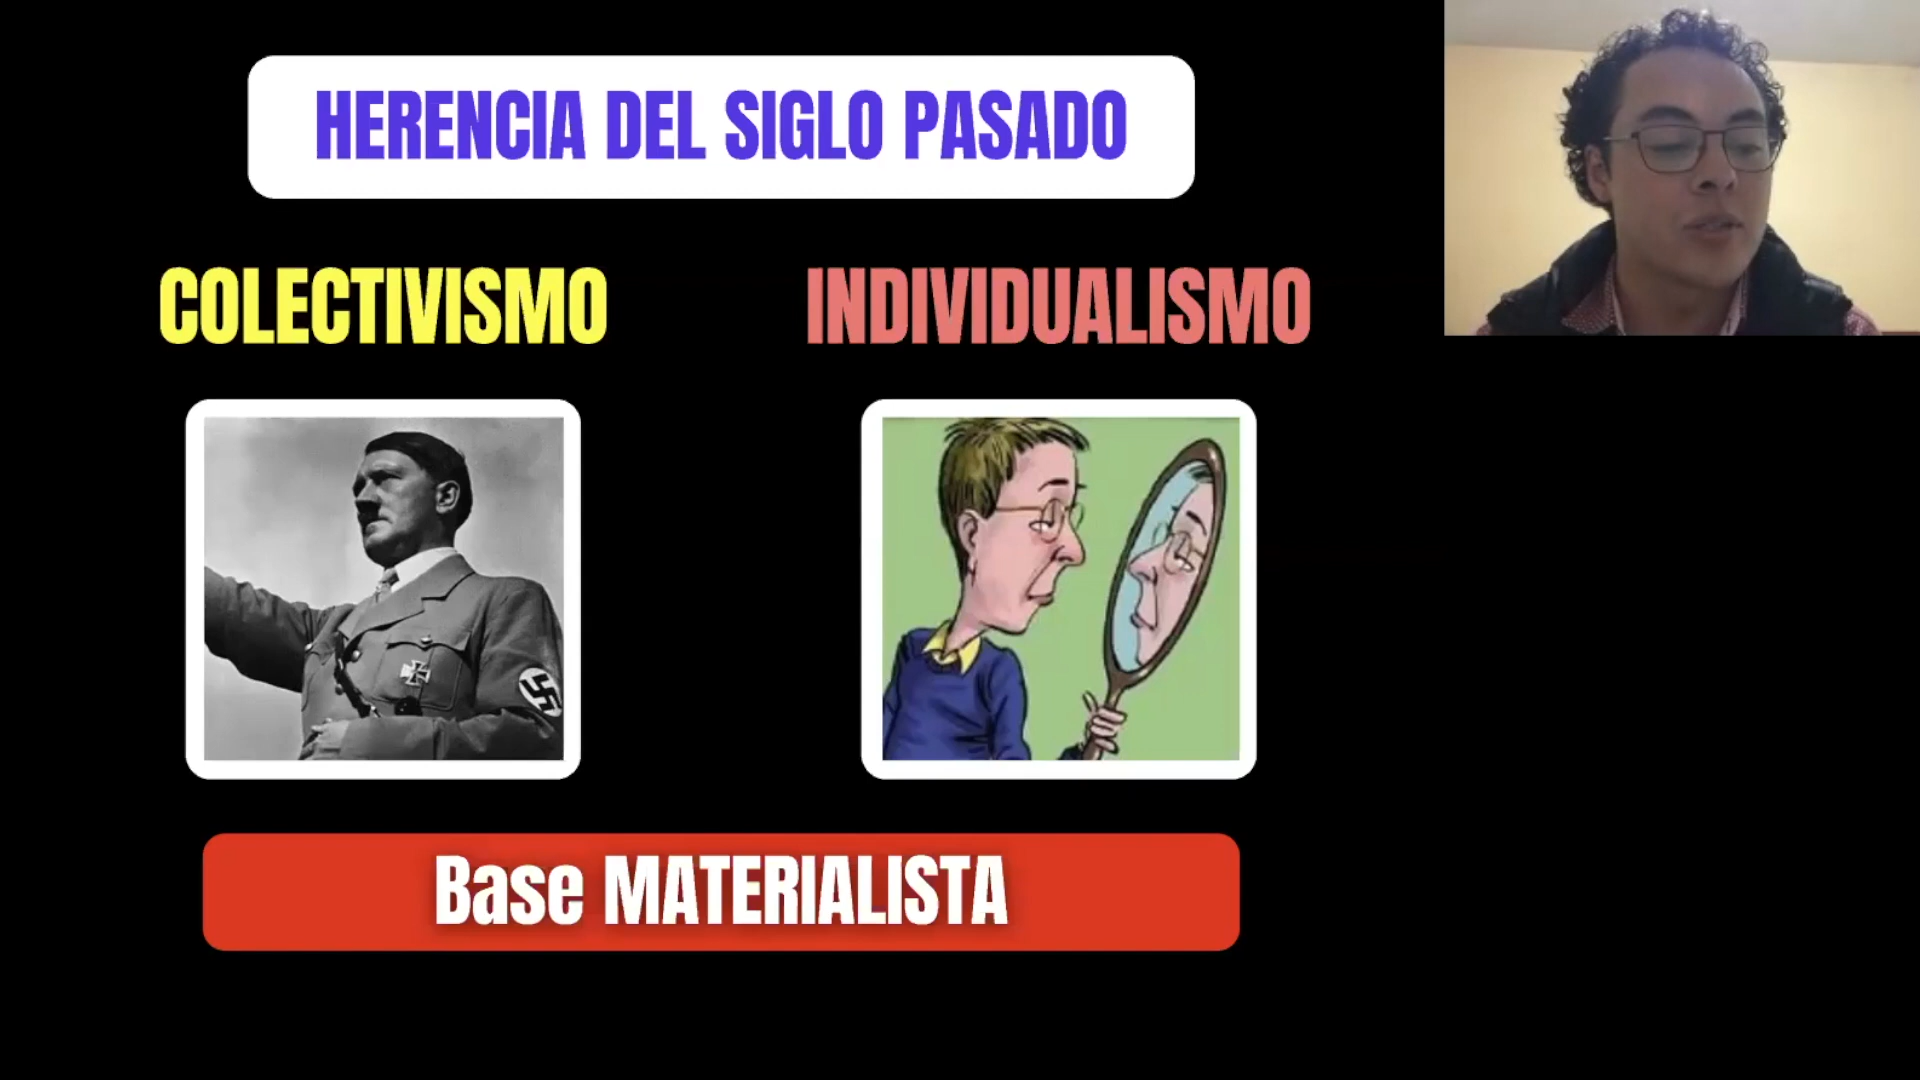 HERENCIA DEL SIGLO PASADO
COLECTIVISMO
INDIVIDUALISMO
Base MATERIALISTA